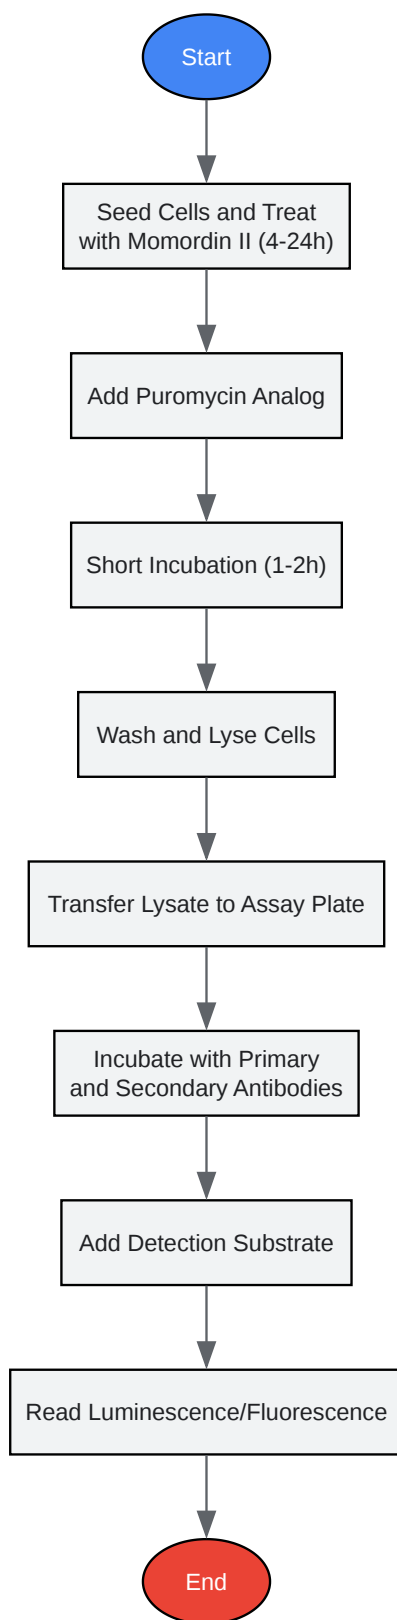 Start
Seed Cells and Treat
with Momordin II (4-24h)
Add Puromycin Analog
Short Incubation (1-2h)
Wash and Lyse Cells
Transfer Lysate to Assay Plate
Incubate with Primary
and Secondary Antibodies
Add Detection Substrate
Read Luminescence/Fluorescence
End